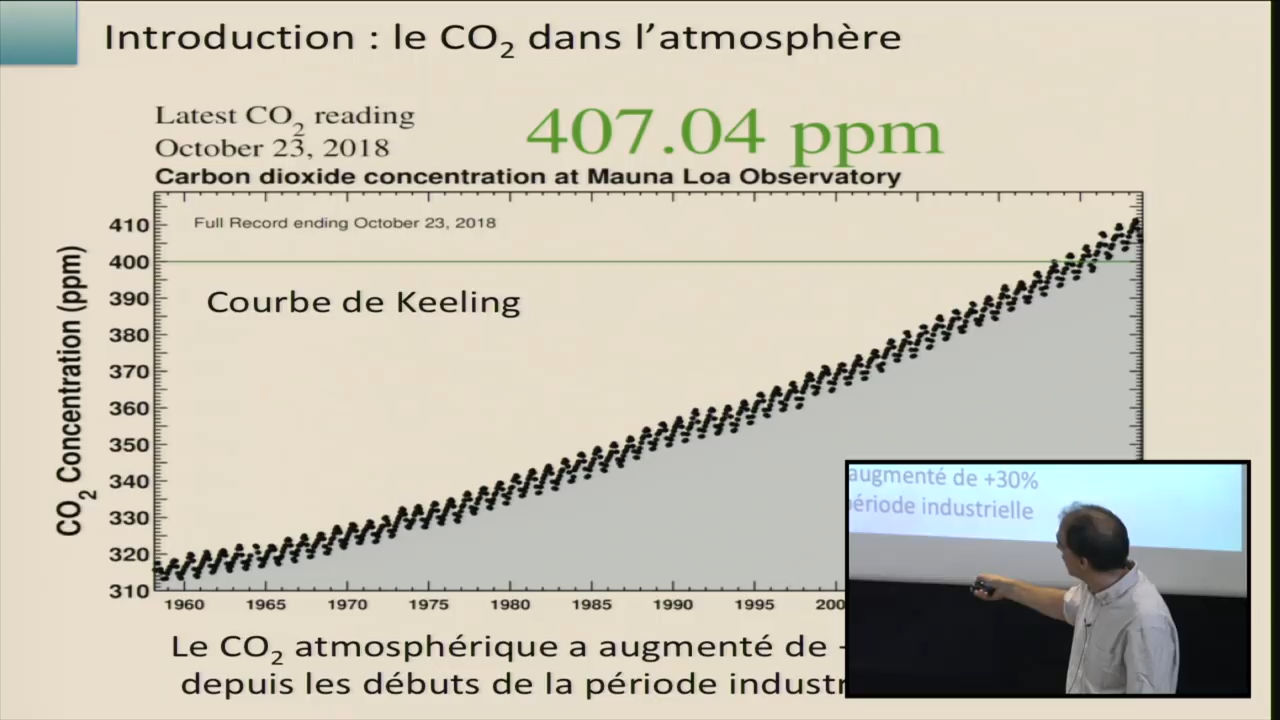 Introduction : le CO₂ dans l’atmosphère
Latest CO₂ reading
October 23, 2018
407.04 ppm
Carbon dioxide concentration at Mauna Loa Observatory
Full Record ending October 23, 2018
Courbe de Keeling
CO₂ Concentration (ppm)
410
400
390
380
370
360
350
340
330
320
310
1960 1965 1970 1975 1980 1985 1990 1995 200
Le CO₂ atmosphérique a augmenté de
depuis les débuts de la période industr
augmenté de +30%
période industrielle